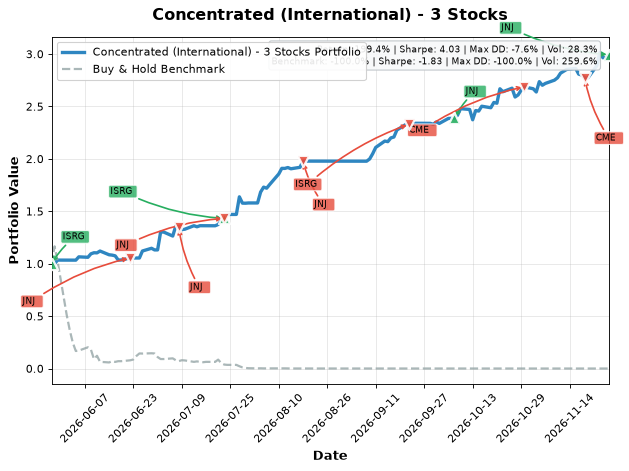 Concentrated (International) - 3 Stocks
JNJ
Concentrated (International) - 3 Stocks Portfolio
Buy & Hold Benchmark
9.4% | Sharpe: 4.03 | Max DD: -7.6% | Vol: 28.3%
Benchmark: -100.0% | Sharpe: -1.83 | Max DD: -100.0% | Vol: 259.6%
JNJ
CME
CME
ISRG
ISRG
JNJ
ISRG
JNJ
JNJ
JNJ
Portfolio Value
3.0
2.5
2.0
1.5
1.0
0.5
0.0
2026-06-07
2026-06-23
2026-07-09
2026-07-25
2026-08-10
2026-08-26
2026-09-11
2026-09-27
2026-10-13
2026-10-29
2026-11-14
Date